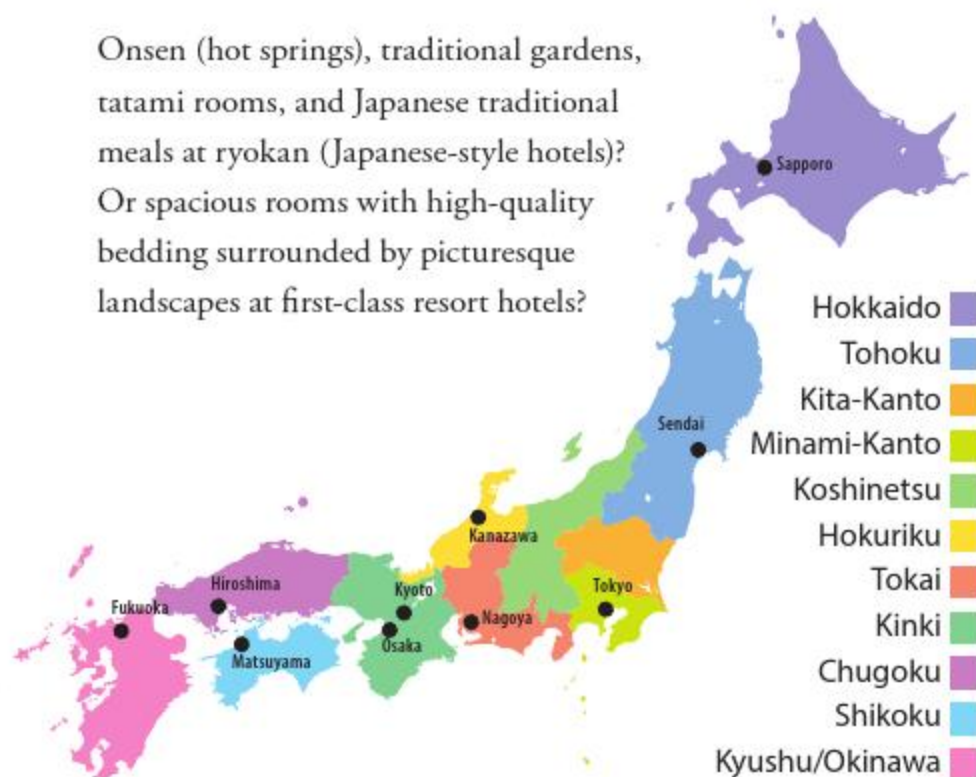 Onsen (hot springs), traditional gardens,
tatami rooms, and Japanese traditional
meals at ryokan (Japanese-style hotels)?
Or spacious rooms with high-quality
bedding surrounded by picturesque
landscapes at first-class resort hotels?
Sapporo
Hokkaido
Tohoku
Kita-Kanto
Sendai
Minami-Kanto
Koshinetsu
Hokuriku
Kanazawa
Tokai
Hiroshima
Kyoto
Tokyo
Fukuoka
Nagoya
Kinki
Osaka
Matsuyama
Chugoku
Shikoku
Kyushu/Okinawa